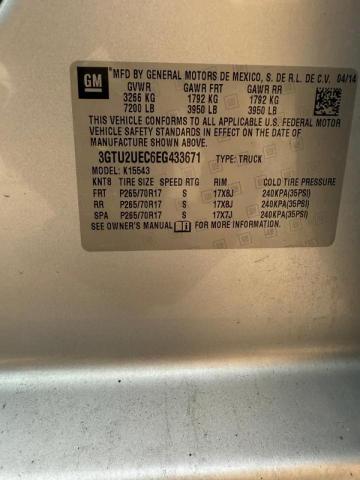 GM MFD BY GENERAL MOTORS DE MEXICO, S DE R.L. DE C.V. 04/14
GVWR GAWR FRT GAWR RR
3266 KG 1792 KG 1792 KG
7200 LB 3950 LB 3950 LB
THIS VEHICLE CONFORMS TO ALL APPLICABLE U.S. FEDERAL MOTOR
VEHICLE SAFETY STANDARDS IN EFFECT ON THE DATE OF
MANUFACTURE SHOWN ABOVE.
3GTU2UEC6EG433671 TYPE: TRUCK
MODEL: K15543
KNT8 TIRE SIZE SPEED RTG RIM COLD TIRE PRESSURE
FRT P265/70R17 S 17X8J 240KPA(35PSI)
RR P265/70R17 S 17X8J 240KPA(35PSI)
SPA P265/70R17 S 17X7J 240KPA(35PSI)
SEE OWNER'S MANUAL FOR MORE INFORMATION.